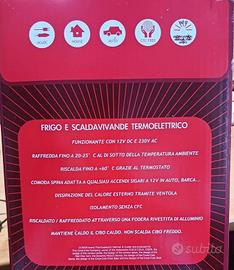 HOUSE
AUTO
CFC FREE
FRIGO E SCALDAVIVANDE TERMOELETTRICO
FUNZIONANTE CON 12V DC E 230V AC
RAFFREDDA FINO A 20-25° C AL DI SOTTO DELLA TEMPERATURA AMBIENTE
RISCALDA FINO A +60° C GRAZIE AL TERMOSTATO
COMODA SPINA ADATTA A QUALSIASI ACCENDI SIGARI A 12V IN AUTO, BARCA...
DISSIPAZIONE DEL CALORE ESTERNO TRAMITE VENTOLA
ISOLAMENTO SENZA CFC
RISCALDATO / RAFFREDDATO ATTRAVERSO UNA FODERA RIVESTITA DI ALLUMINIO
MANTIENE CALDO IL CIBO CALDO. NON SCALDA CIBO FREDDO.
subito